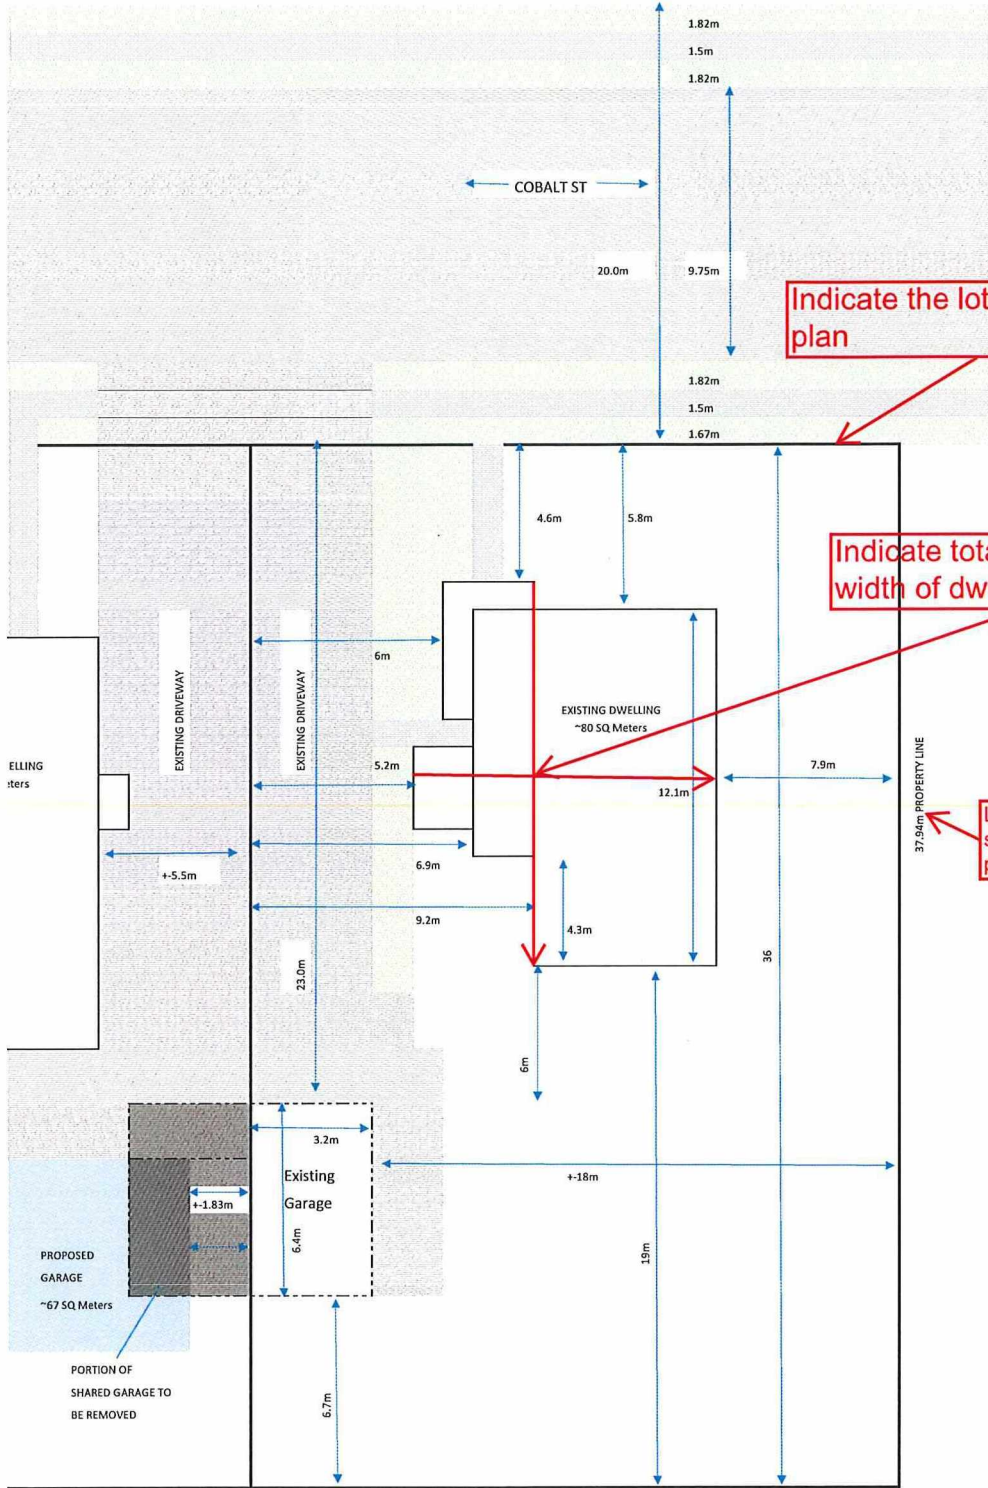 1.82m
1.5m
1.82m
COBALT ST
20.0m
9.75m
Indicate the lot
plan
1.82m
1.5m
1.67m
4.6m
5.8m
Indicate tota
width of dw
6m
EXISTING DRIVEWAY
EXISTING DRIVEWAY
EXISTING DWELLING
~80 SQ Meters
ELLING
eters
5.2m
12.1m
7.9m
37.94m PROPERTY LINE
+-5.5m
6.9m
9.2m
4.3m
23.0m
36
6m
3.2m
Existing
Garage
+-18m
+-1.83m
6.4m
19m
PROPOSED
GARAGE
~67 SQ Meters
PORTION OF
SHARED GARAGE TO
BE REMOVED
6.7m